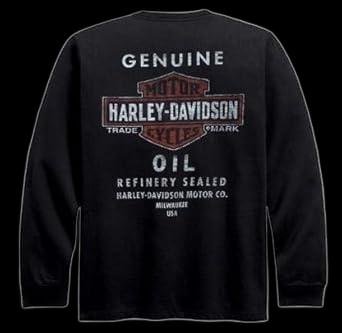 GENUINE
MOTOR
HARLEY-DAVIDSON
TRADE MARK
CYCLES
OIL
REFINERY SEALED
HARLEY-DAVIDSON MOTOR CO.
MILWAUKEE
USA